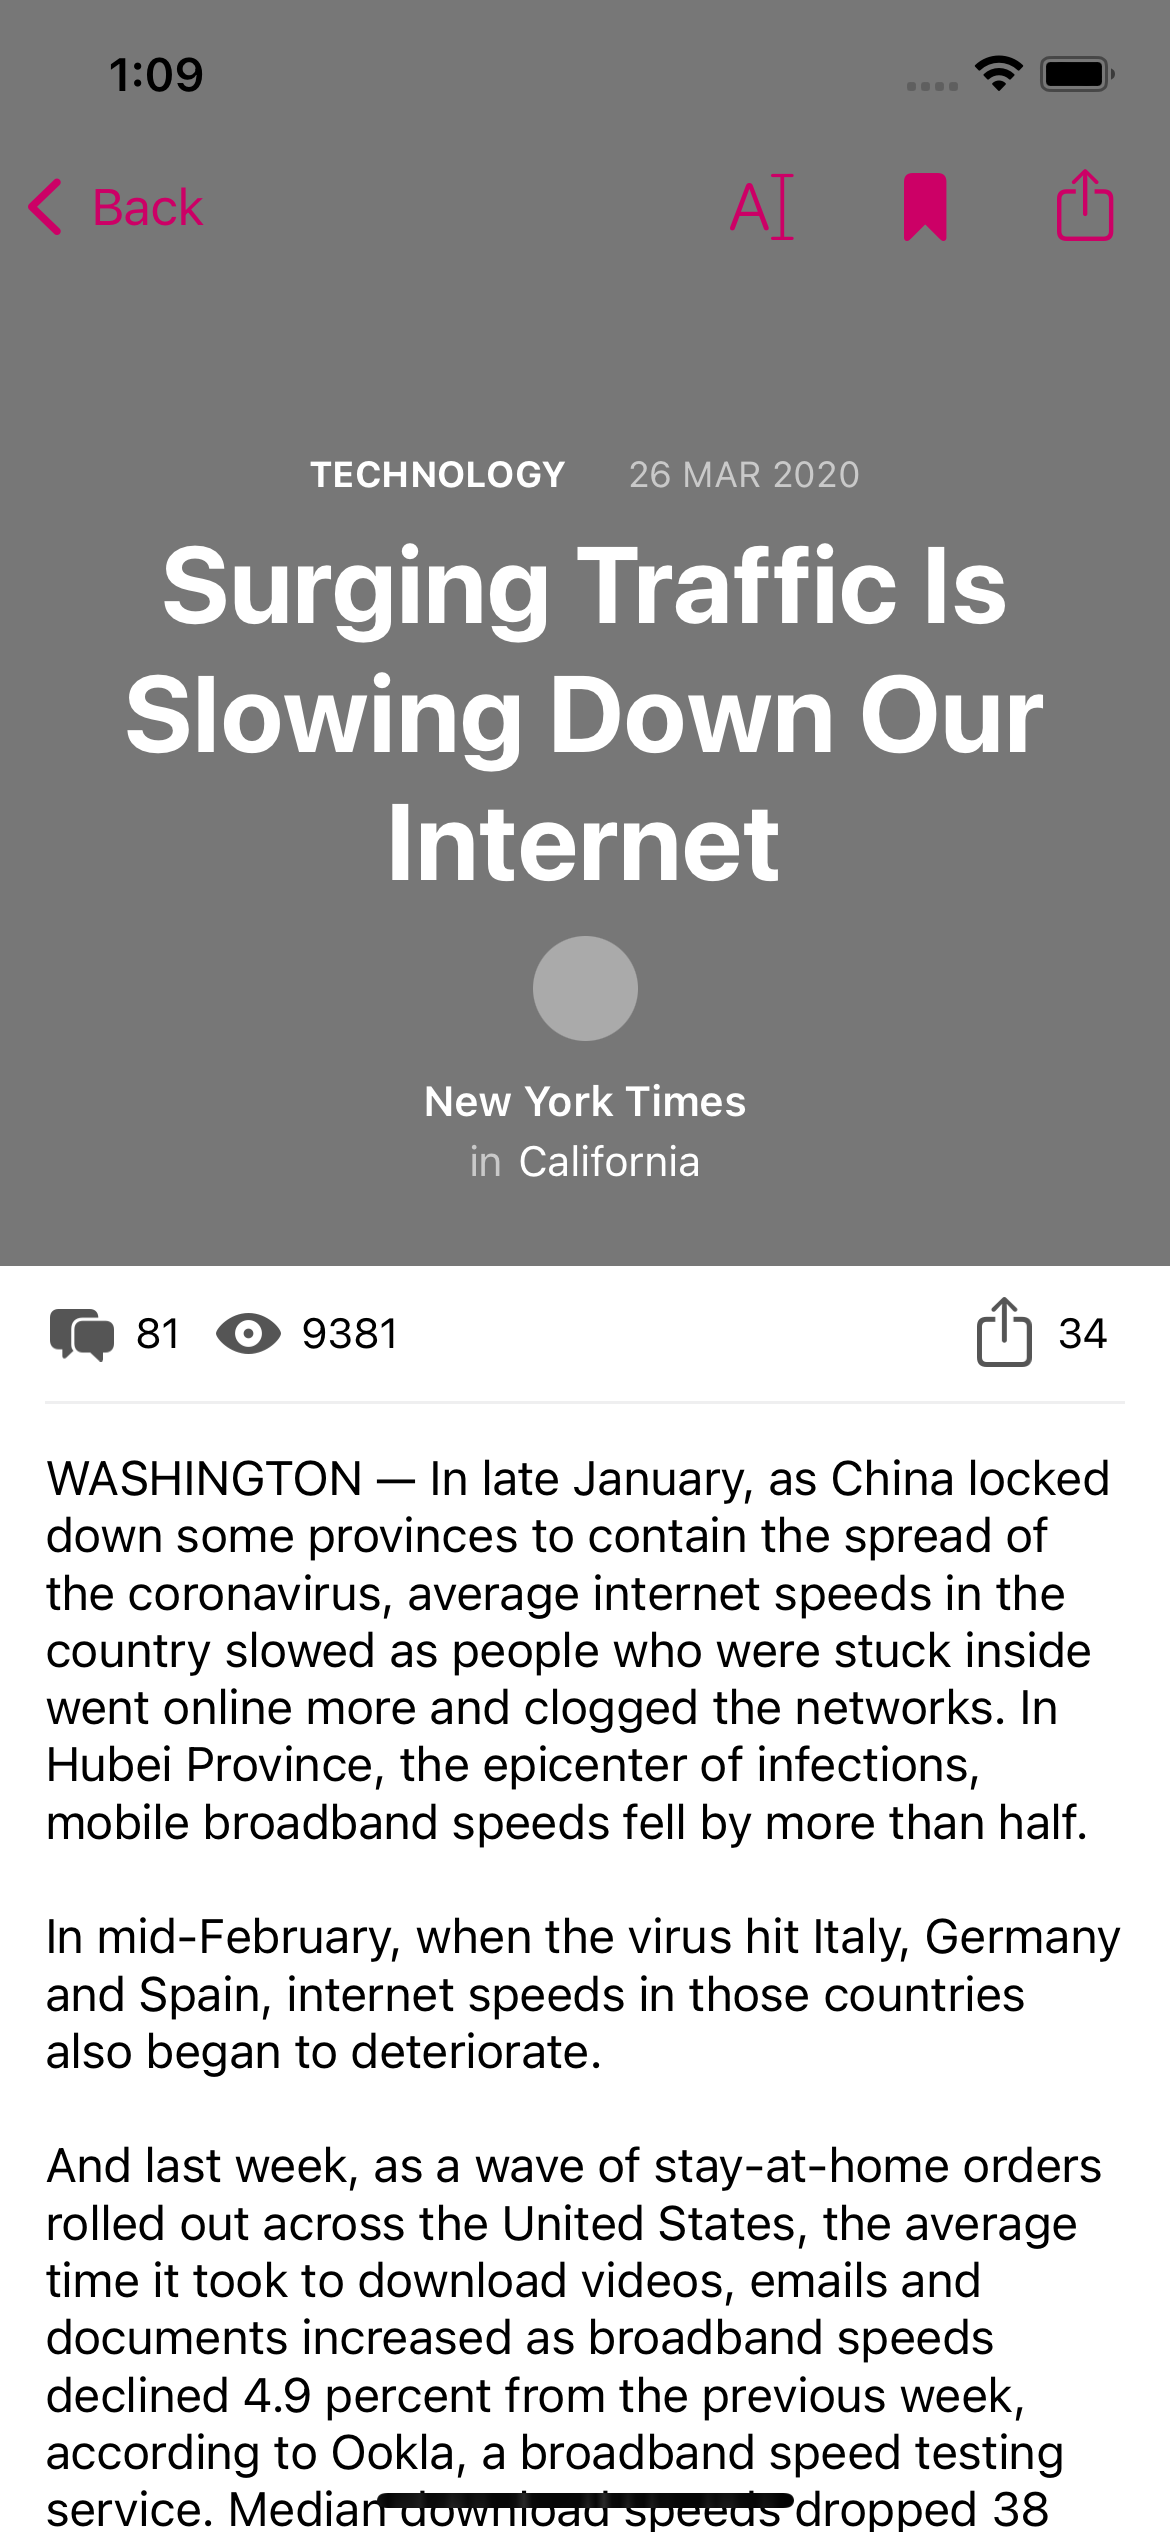 1:09
Back
TECHNOLOGY 26 MAR 2020
Surging Traffic Is
Slowing Down Our
Internet
New York Times
in California
81 9381 34
WASHINGTON — In late January, as China locked
down some provinces to contain the spread of
the coronavirus, average internet speeds in the
country slowed as people who were stuck inside
went online more and clogged the networks. In
Hubei Province, the epicenter of infections,
mobile broadband speeds fell by more than half.
In mid-February, when the virus hit Italy, Germany
and Spain, internet speeds in those countries
also began to deteriorate.
And last week, as a wave of stay-at-home orders
rolled out across the United States, the average
time it took to download videos, emails and
documents increased as broadband speeds
declined 4.9 percent from the previous week,
according to Ookla, a broadband speed testing
service. Median download speeds dropped 38